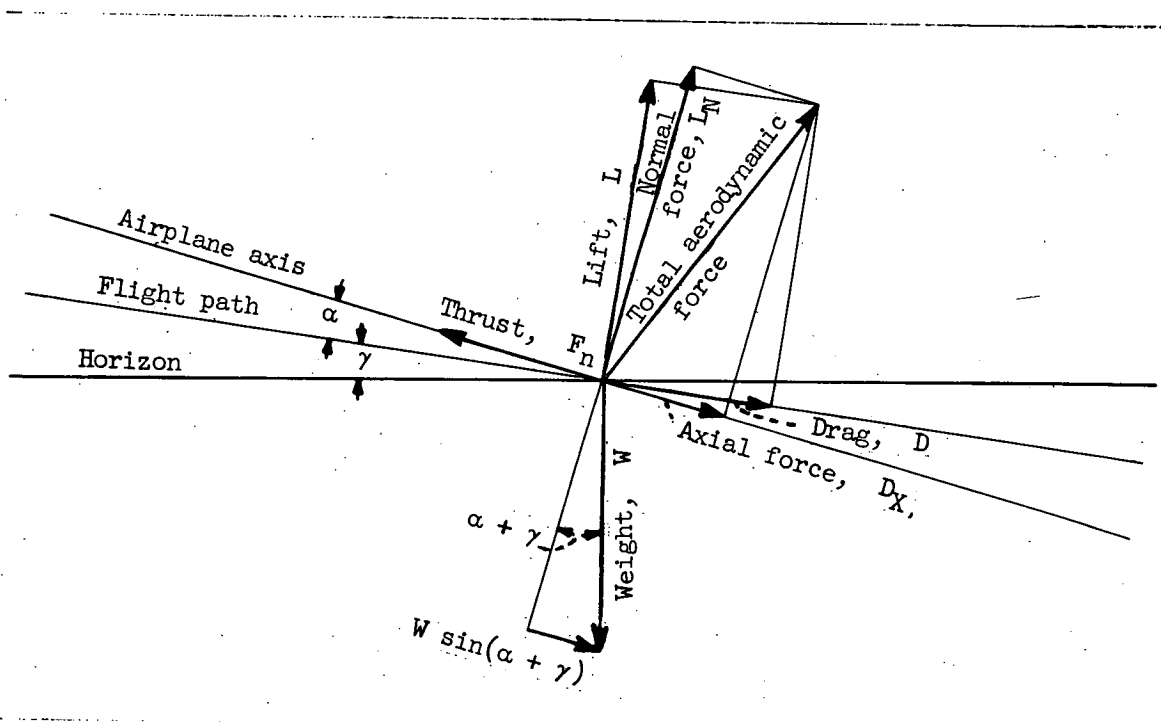 Airplane axis
Flight path
Horizon
α
γ
Thrust, Fn
Lift, L
Normal
force, LN
Total aerodynamic
force
Drag, D
Axial force, DX,
Weight, W
α + γ
W sin(α + γ)